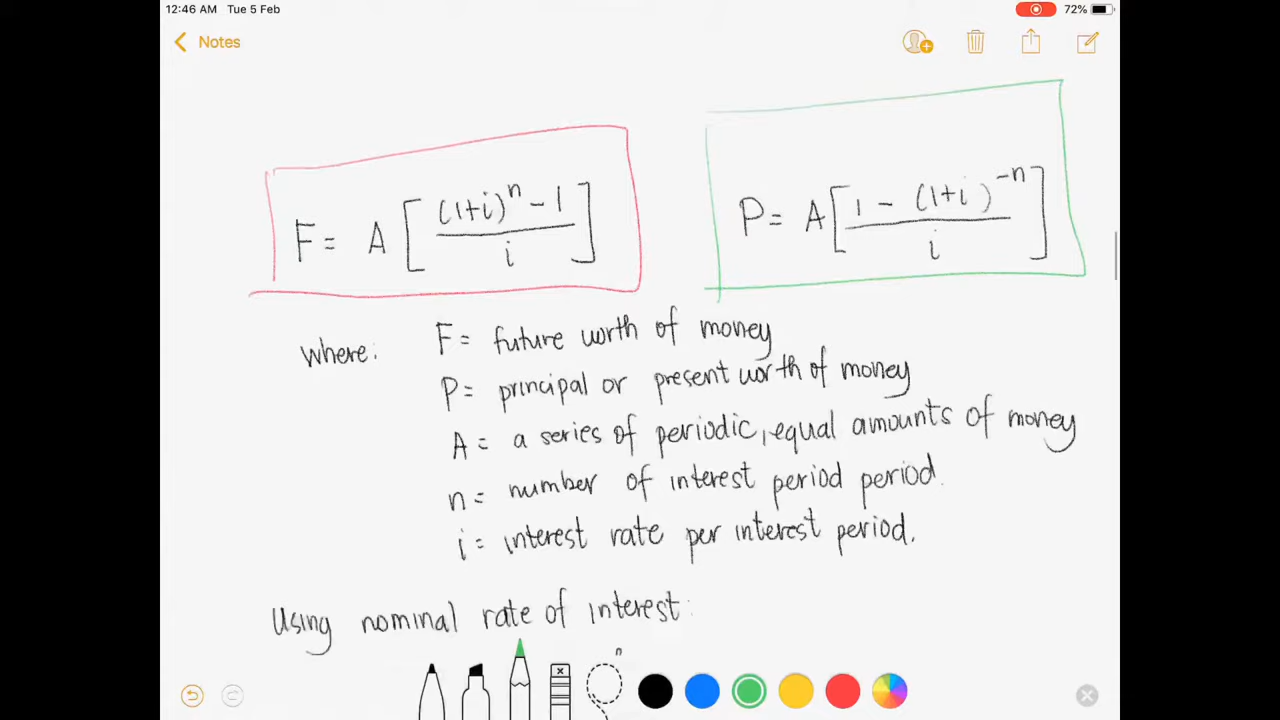 12:46 AM Tue 5 Feb 72%
Notes
F = A [ (1+i)^n - 1 / i ]
P = A [ 1 - (1+i)^-n / i ]
where: F = future worth of money
P = principal or present worth of money
A = a series of periodic, equal amounts of money
n = number of interest period period.
i = interest rate per interest period.
Using nominal rate of interest:
n